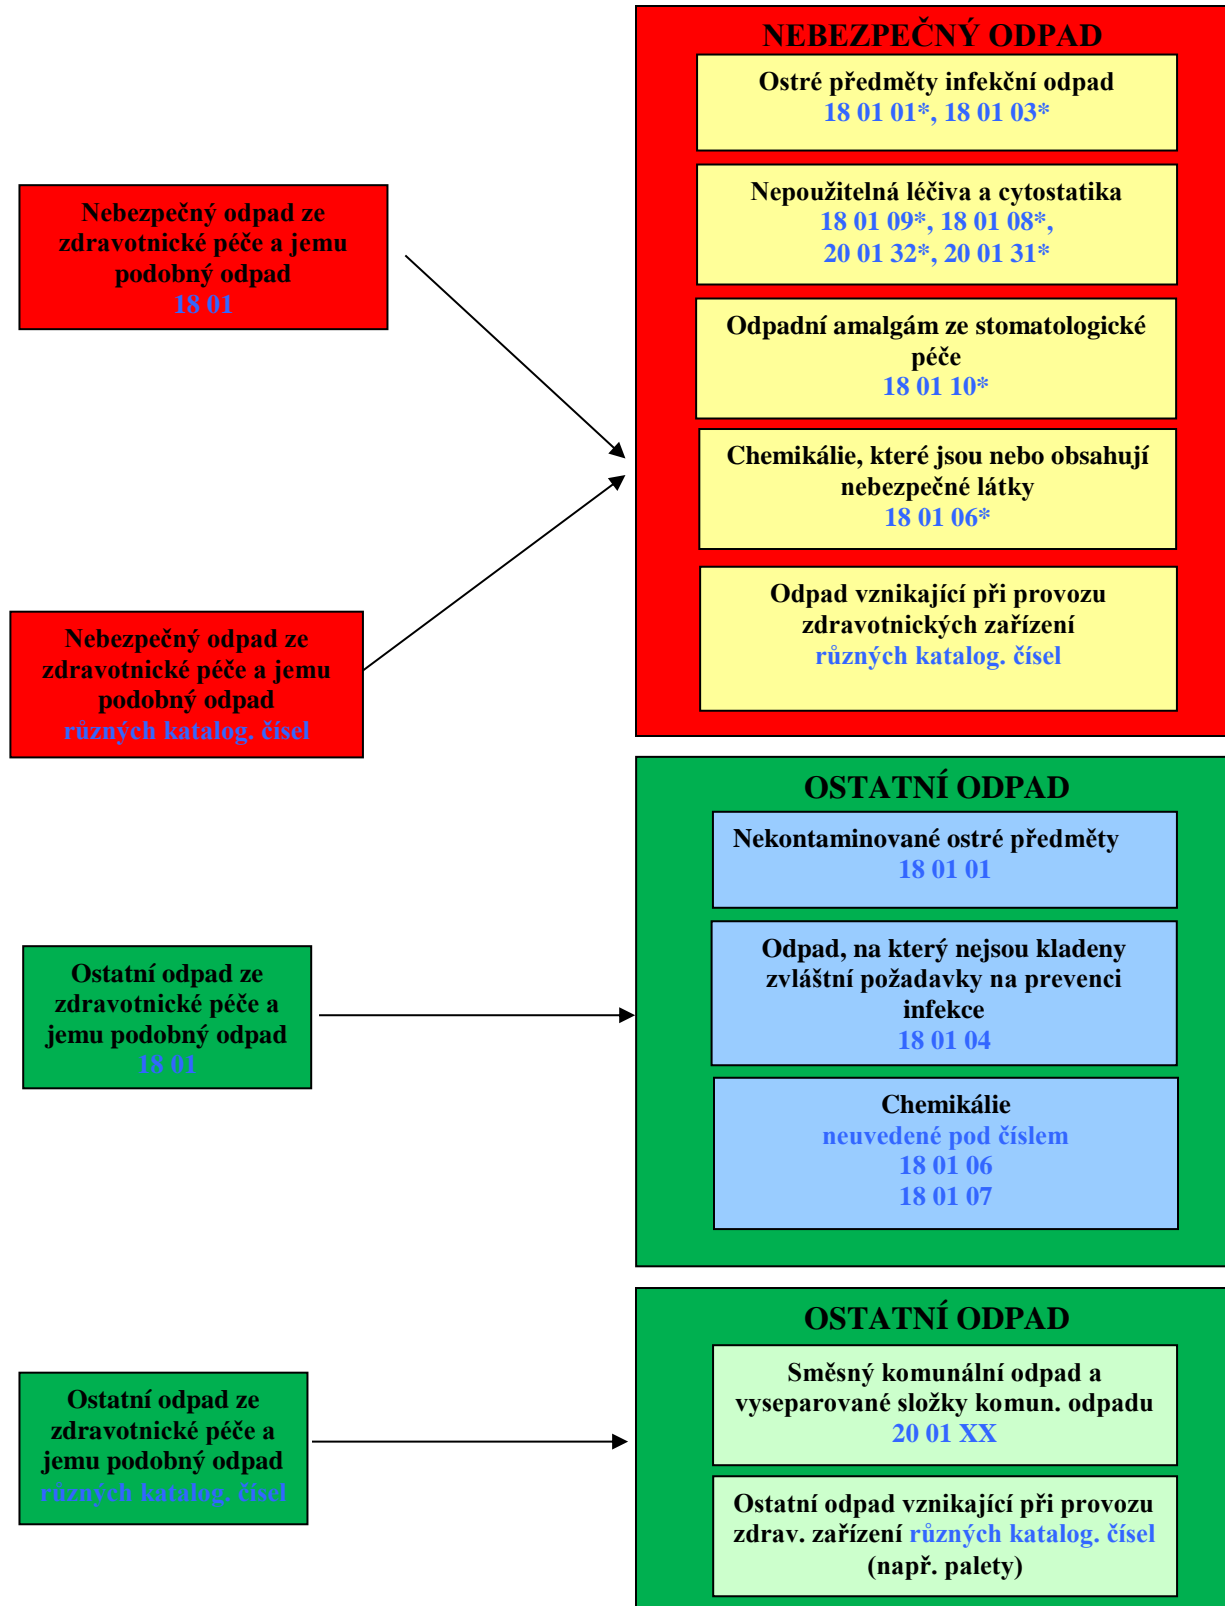 NEBEZPEČNÝ ODPAD
Ostré předměty infekční odpad
18 01 01*, 18 01 03*
Nepoužitelná léčiva a cytostatika
18 01 09*, 18 01 08*,
20 01 32*, 20 01 31*
Odpadní amalgám ze stomatologické
péče
18 01 10*
Chemikálie, které jsou nebo obsahují
nebezpečné látky
18 01 06*
Odpad vznikající při provozu
zdravotnických zařízení
různých katalog. čísel
Nebezpečný odpad ze
zdravotnické péče a jemu
podobný odpad
18 01
Nebezpečný odpad ze
zdravotnické péče a jemu
podobný odpad
různých katalog. čísel
OSTATNÍ ODPAD
Nekontaminované ostré předměty
18 01 01
Odpad, na který nejsou kladeny
zvláštní požadavky na prevenci
infekce
18 01 04
Chemikálie
neuvedené pod číslem
18 01 06
18 01 07
Ostatní odpad ze
zdravotnické péče a
jemu podobný odpad
18 01
OSTATNÍ ODPAD
Směsný komunální odpad a
vyseparované složky komun. odpadu
20 01 XX
Ostatní odpad vznikající při provozu
zdrav. zařízení různých katalog. čísel
(např. palety)
Ostatní odpad ze
zdravotnické péče a
jemu podobný odpad
různých katalog. čísel